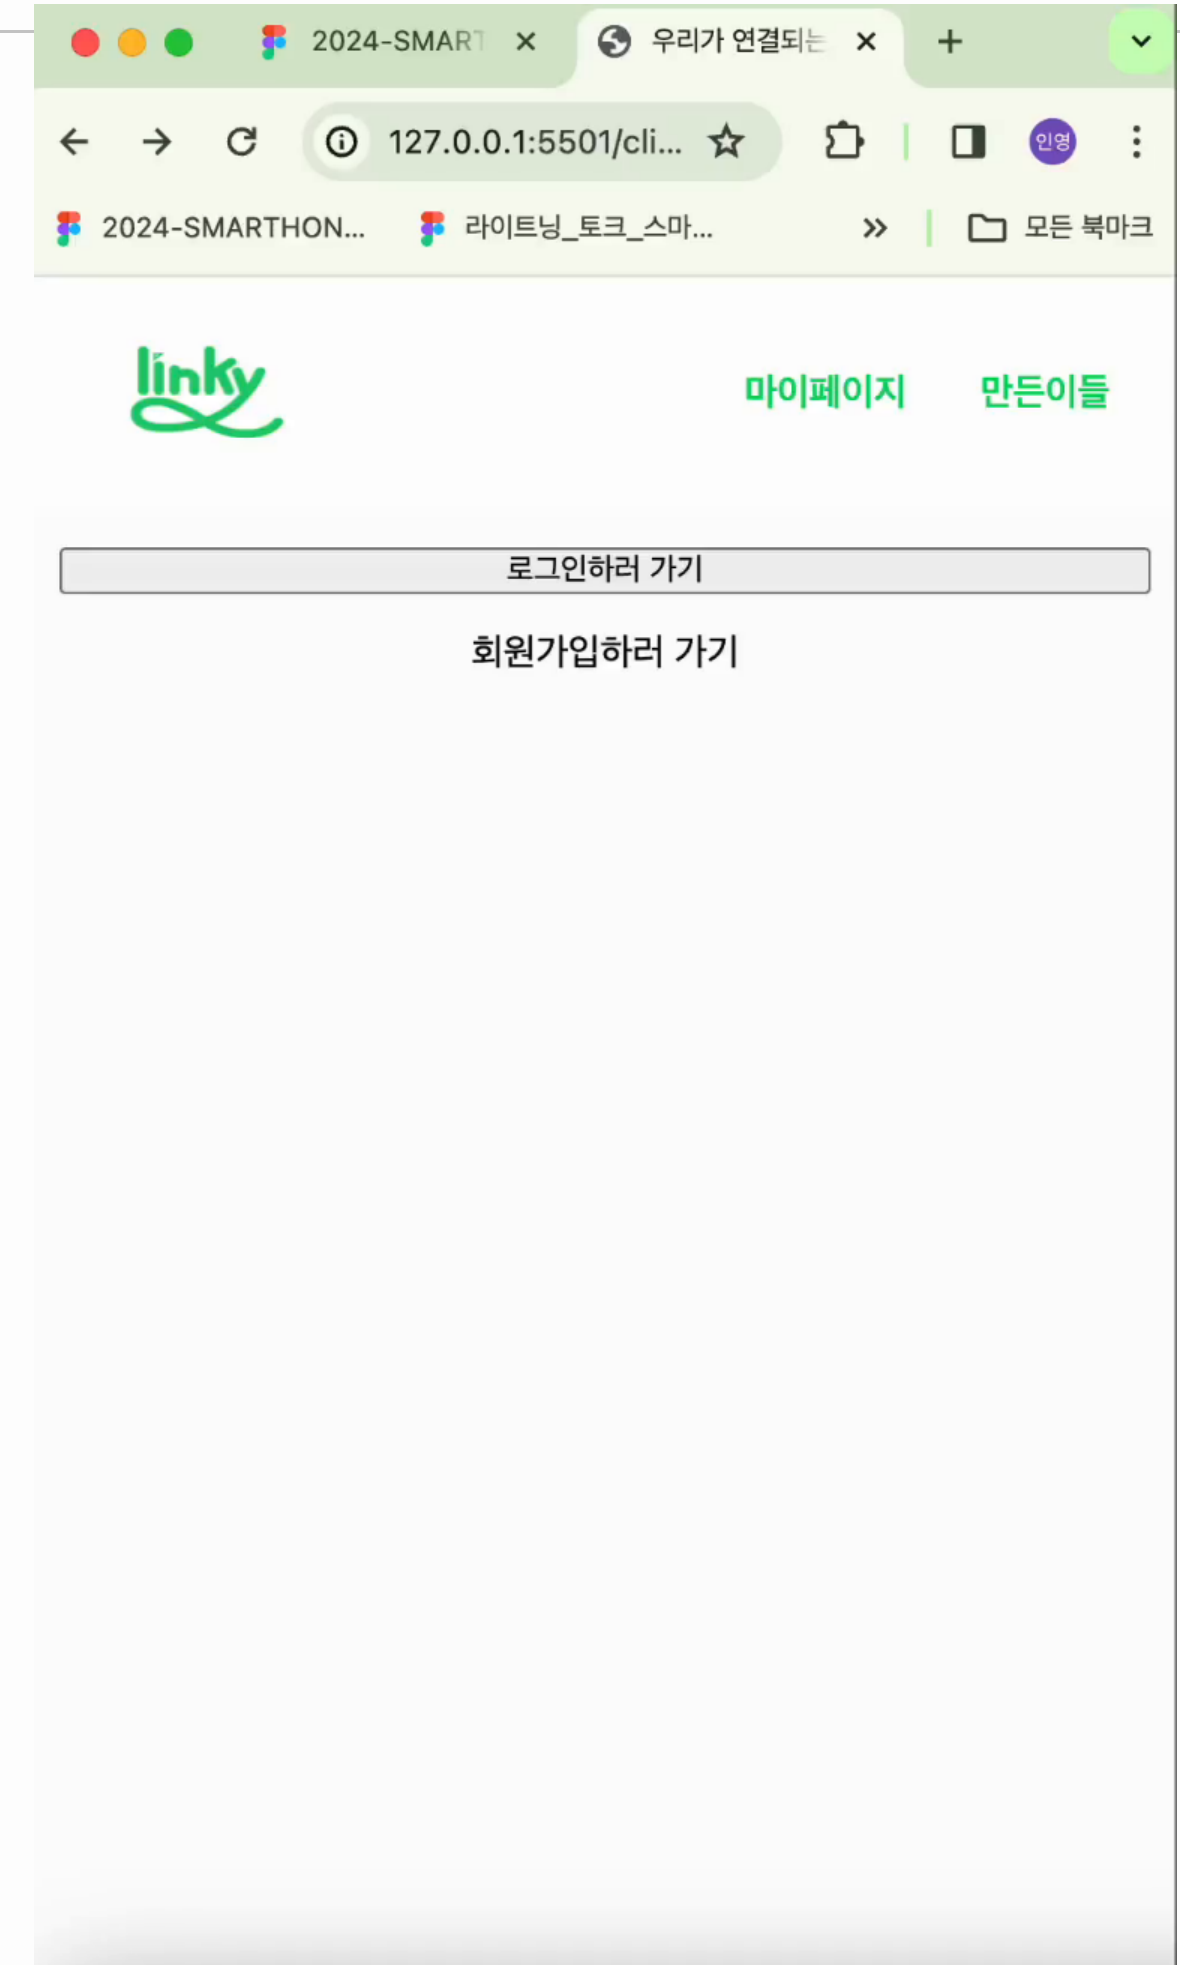 2024-SMART
우리가 연결되는
127.0.0.1:5501/cli...
인영
2024-SMARTHON...
라이트닝_토크_스마...
모든 북마크
linky
마이페이지
만든이들
로그인하러 가기
회원가입하러 가기